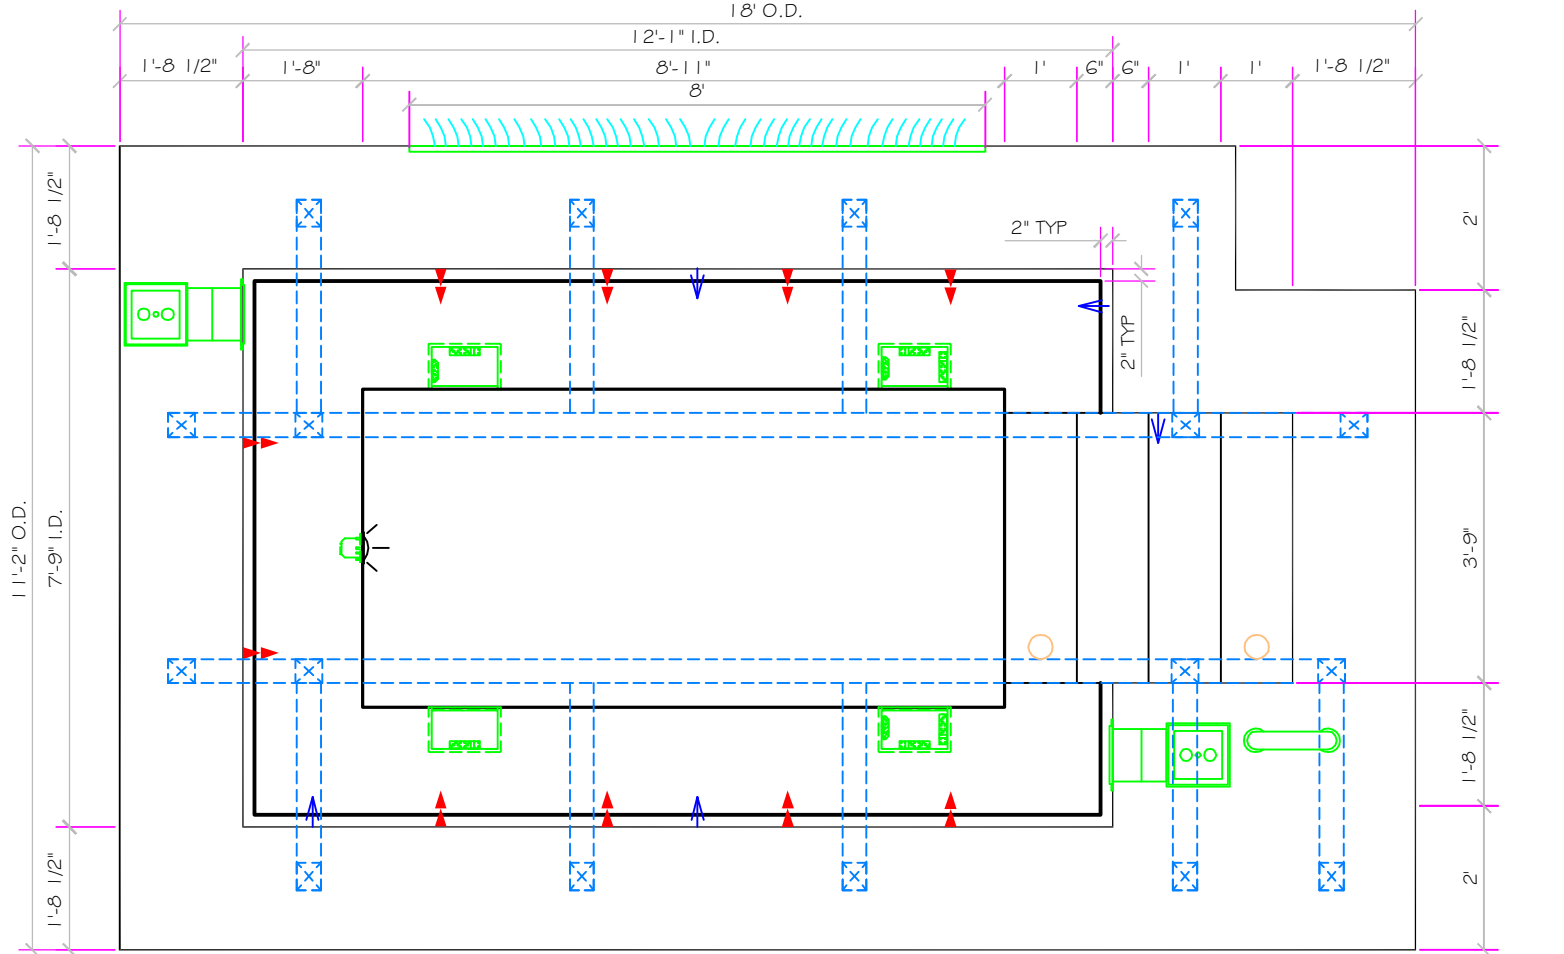 18' O.D.
12'-1" I.D.
1'-8 1/2"
1'-8"
8'-11"
1'
6"
6"
1'
1'
1'-8 1/2"
8'
1'-8 1/2"
2'
2" TYP
2" TYP
1'-8 1/2"
11'-2" O.D.
7'-9" I.D.
3'-9"
1'-8 1/2"
1'-8 1/2"
2'